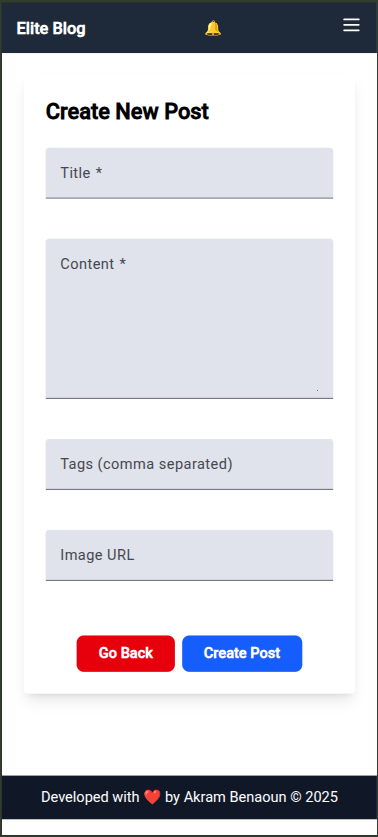 Elite Blog 🔔
Create New Post
Title *
Content *
Tags (comma separated)
Image URL
Go Back Create Post
Developed with ❤️ by Akram Benaoun © 2025